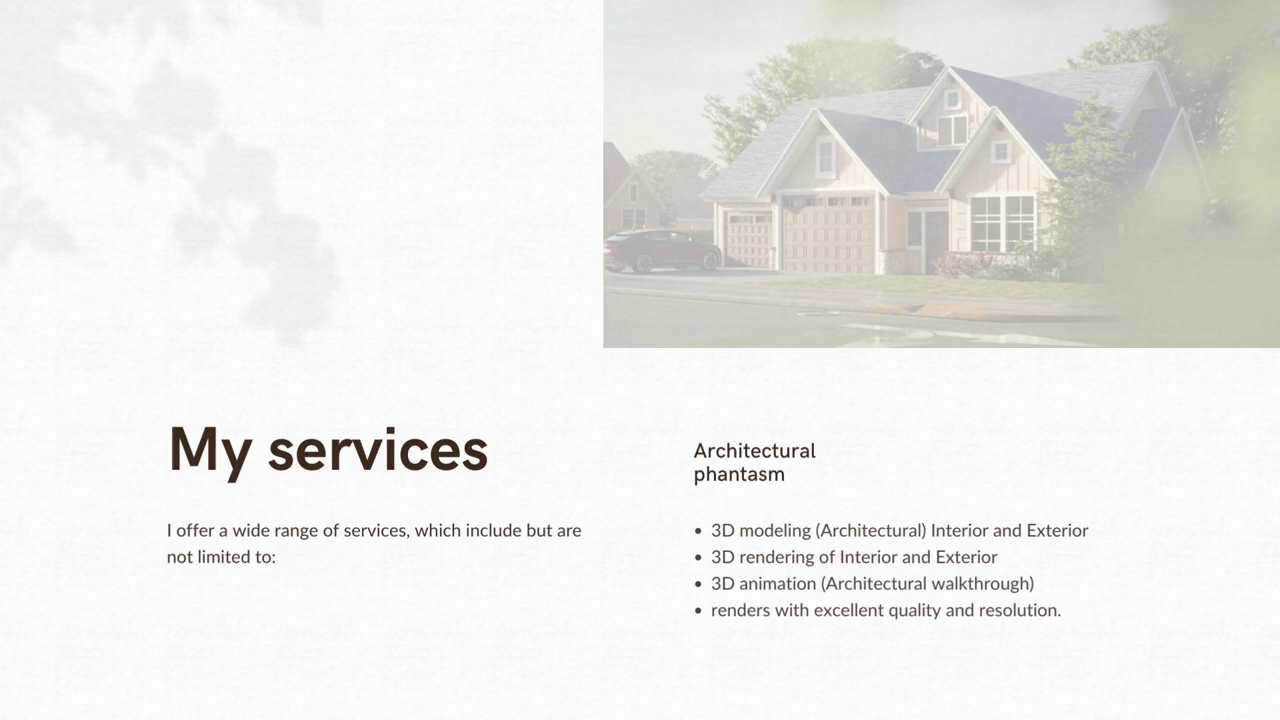 My services
I offer a wide range of services, which include but are
not limited to:
Architectural
phantasm
• 3D modeling (Architectural) Interior and Exterior
• 3D rendering of Interior and Exterior
• 3D animation (Architectural walkthrough)
• renders with excellent quality and resolution.